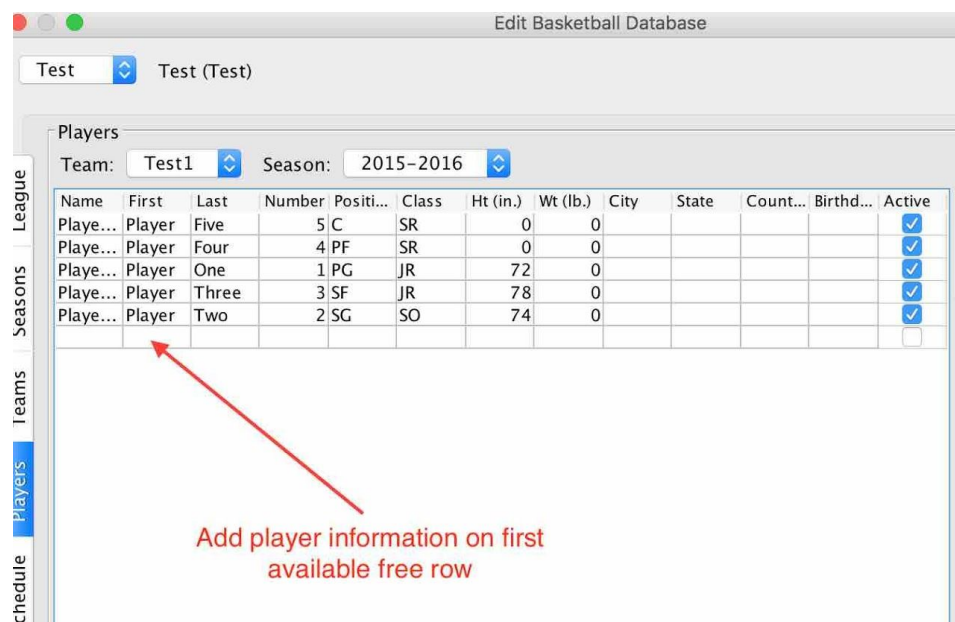 Edit Basketball Database
Test Test (Test)
Players
Team: Test1 Season: 2015-2016
Name First Last Number Positi... Class Ht (in.) Wt (lb.) City State Count... Birthd... Active
Playe... Player Five 5 C SR 0 0
Playe... Player Four 4 PF SR 0 0
Playe... Player One 1 PG JR 72 0
Playe... Player Three 3 SF JR 78 0
Playe... Player Two 2 SG SO 74 0
League
Seasons
Teams
Players
chedule
Add player information on first
available free row